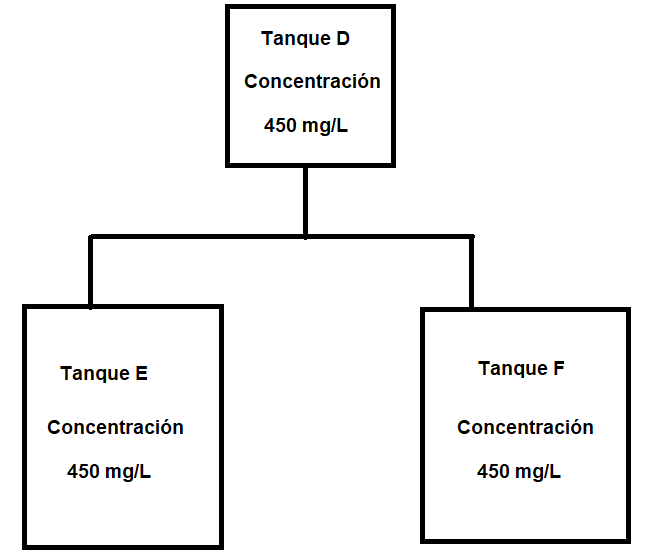 Tanque D
Concentración
450 mg/L
Tanque E
Concentración
450 mg/L
Tanque F
Concentración
450 mg/L